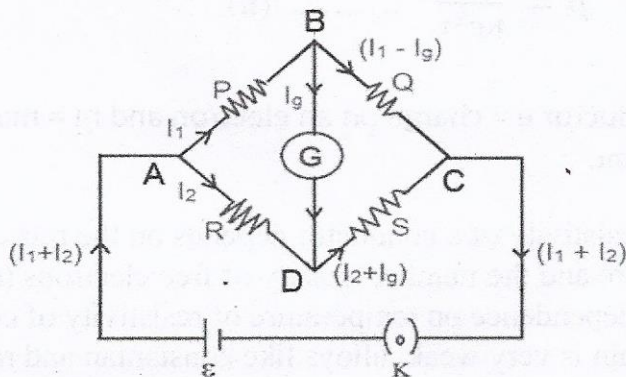 B
(I1 - Ig)
P
Q
I1
Ig
G
A
C
I2
R
S
(I1+I2)
(I1 + I2)
D
(I2+Ig)
ε
K